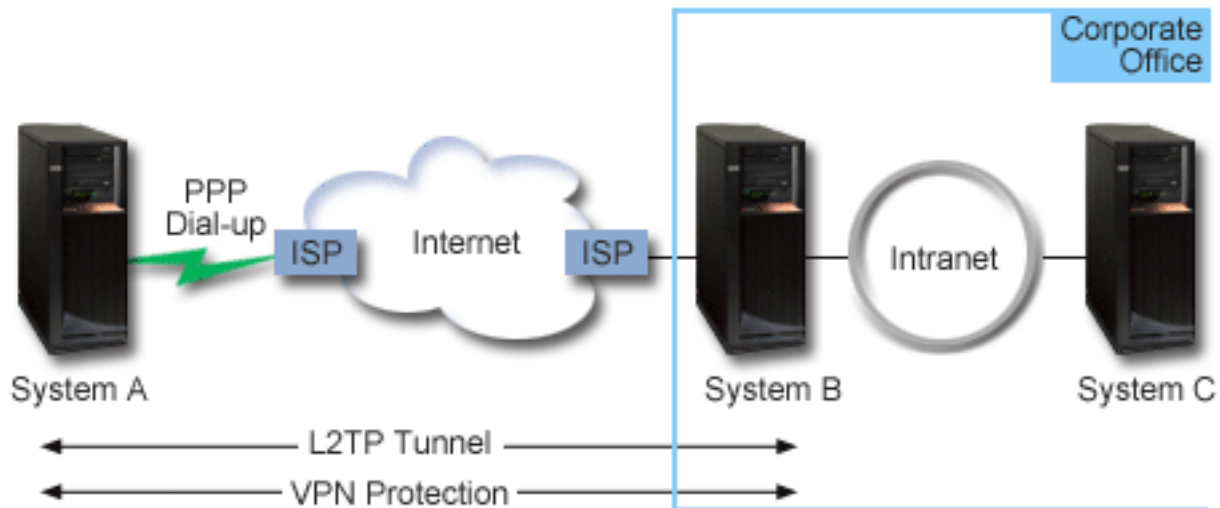 Corporate
Office
PPP
Dial-up
ISP
Internet
ISP
Intranet
System A
System B
System C
L2TP Tunnel
VPN Protection